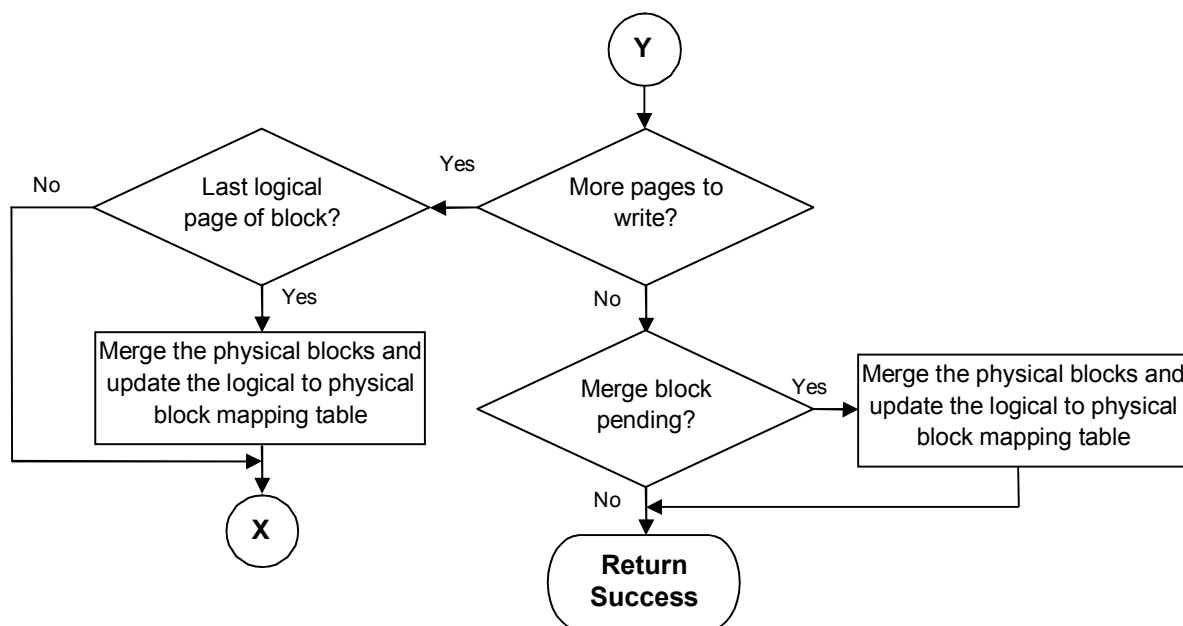 Y
More pages to
write?
Yes
Last logical
page of block?
No
Yes
Merge the physical blocks and
update the logical to physical
block mapping table
X
No
Merge block
pending?
Yes
Merge the physical blocks and
update the logical to physical
block mapping table
No
Return
Success